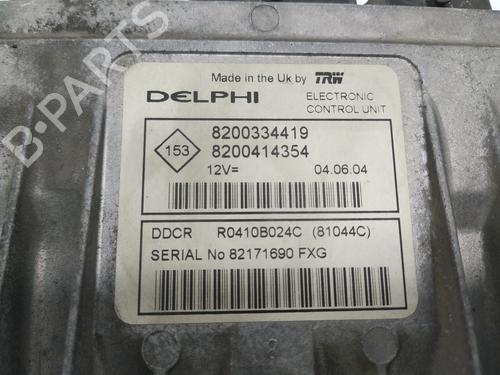 Made in the Uk by TRW
DELPHI ELECTRONIC CONTROL UNIT
153
8200334419
8200414354
12V= 04.06.04
DDCR R0410B024C (81044C)
SERIAL No 82171690 FXG